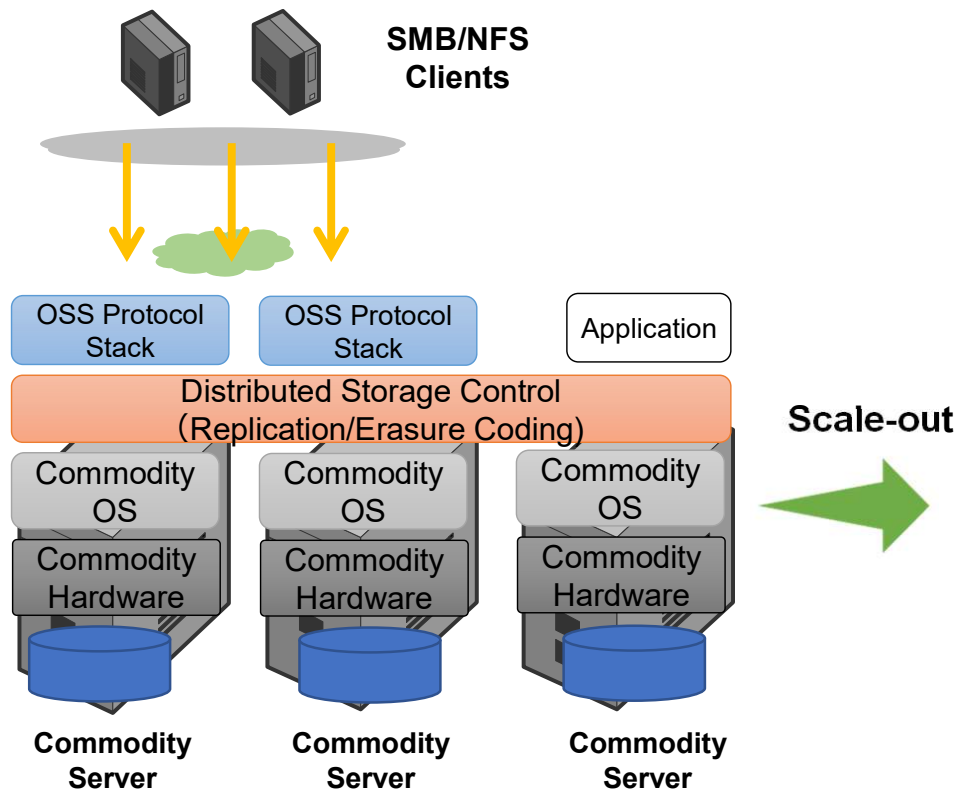 SMB/NFS
Clients
OSS Protocol
Stack
OSS Protocol
Stack
Application
Distributed Storage Control
（Replication/Erasure Coding)
Scale-out
Commodity
OS
Commodity
OS
Commodity
OS
Commodity
Hardware
Commodity
Hardware
Commodity
Hardware
Commodity
Server
Commodity
Server
Commodity
Server